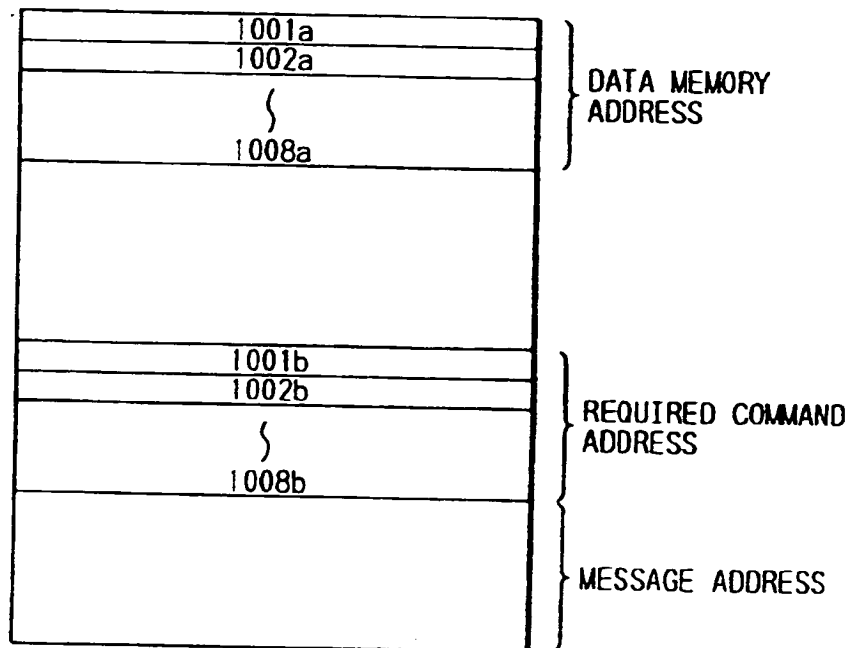 1001a
1002a
1008a
DATA MEMORY
ADDRESS
1001b
1002b
1008b
REQUIRED COMMAND
ADDRESS
MESSAGE ADDRESS